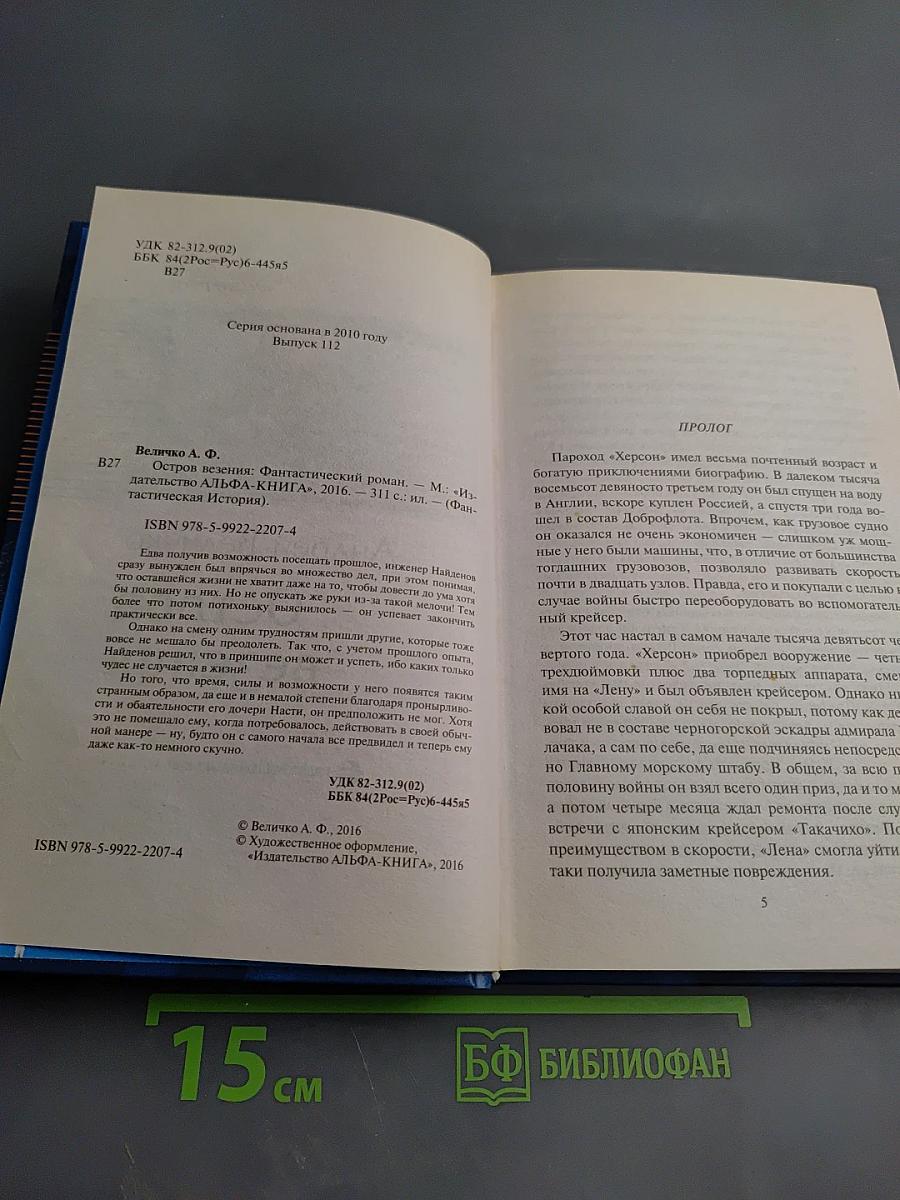 УДК 82-312.9(02)
ББК 84(2Рос=Рус)6-445я5
В27
Серия основана в 2010 году
Выпуск 112
Величко А. Ф.
В27 Остров везения: Фантастический роман. — М.: «Из-
дательство АЛЬФА-КНИГА», 2016. — 311 с.: ил. — (Фан-
тастическая История).
ISBN 978-5-9922-2207-4
Едва получив возможность посещать прошлое, инженер Найденов
сразу вынужден был впрячься во множество дел, при этом понимая,
что оставшейся жизни не хватит даже на то, чтобы довести до ума хотя
бы половину из них. Но не опускать же руки из-за такой мелочи! Тем
более что потом потихоньку выяснилось — он успевает закончить
практически все.
Однако на смену одним трудностям пришли другие, которые тоже
вовсе не мешало бы преодолеть. Так что, с учетом прошлого опыта,
Найденов решил, что в принципе он может и успеть, ибо каких только
чудес не случается в жизни!
Но того, что время, силы и возможности у него появятся таким
странным образом, да еще и в немалой степени благодаря пронырливо-
сти и обаятельности его дочери Насти, он предположить не мог. Хотя
это не помешало ему, когда потребовалось, действовать в своей обыч-
ной манере — ну, будто он с самого начала все предвидел и теперь ему
даже как-то немного скучно.
УДК 82-312.9(02)
ББК 84(2Рос=Рус)6-445я5
© Величко А. Ф., 2016
© Художественное оформление,
«Издательство АЛЬФА-КНИГА», 2016
ISBN 978-5-9922-2207-4
ПРОЛОГ
Пароход «Херсон» имел весьма почтенный возраст и
богатую приключениями биографию. В далеком тысяча
восемьсот девяносто третьем году он был спущен на воду
в Англии, вскоре куплен Россией, а спустя три года во-
шел в состав Доброфлота. Впрочем, как грузовое судно
он оказался не очень экономичен — слишком уж мощ-
ные у него были машины, что, в отличие от большинства
тогдашних грузовозов, позволяло развивать скорость
почти в двадцать узлов. Правда, его и покупали с целью в
случае войны быстро переоборудовать во вспомогатель-
ный крейсер.
Этот час настал в самом начале тысяча девятьсот че
вертого года. «Херсон» приобрел вооружение — четы
трехдюймовки плюс два торпедных аппарата, сме
имя на «Лену» и был объявлен крейсером. Однако ни
кой особой славой он себя не покрыл, потому как де
вовал не в составе черногорской эскадры адмирала
лачака, а сам по себе, да еще подчиняясь непосредс
но Главному морскому штабу. В общем, за всю п
половину войны он взял всего один приз, да и то м
а потом четыре месяца ждал ремонта после слу
встречи с японским крейсером «Такачихо». По
преимуществом в скорости, «Лена» смогла уйти
таки получила заметные повреждения.
5
15 см
БФ БИБЛИОФАН